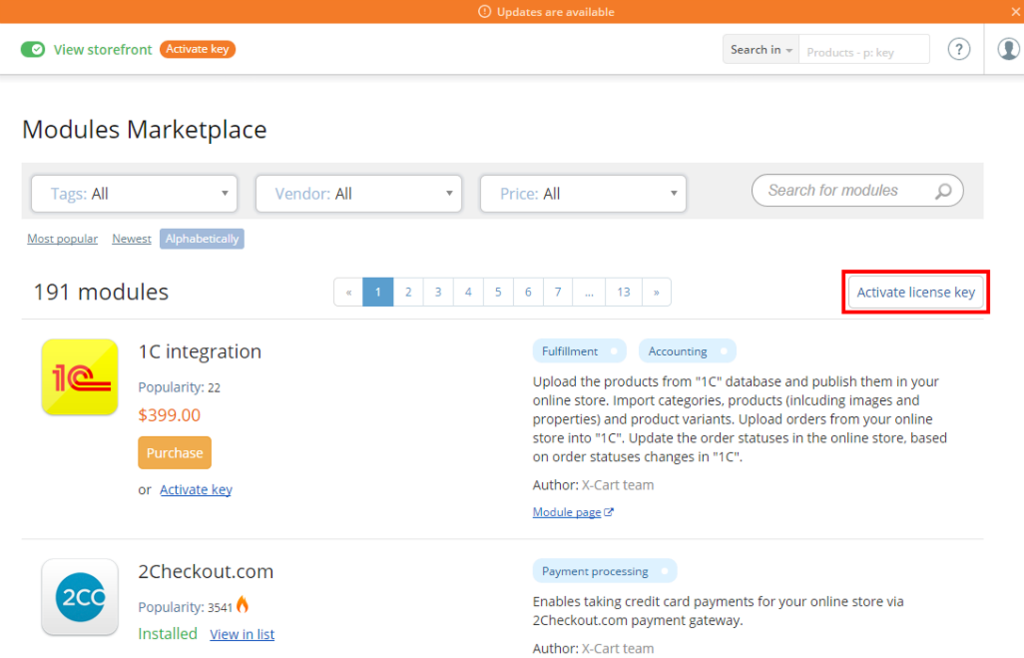 Updates are available
View storefront Activate key Search in Products - p: key ?
Modules Marketplace
Tags: All Vendor: All Price: All Search for modules
Most popular Newest Alphabetically
191 modules « 1 2 3 4 5 6 7 ... 13 » Activate license key
1C integration
Popularity: 22
$399.00
Purchase
or Activate key
1C
Fulfillment Accounting
Upload the products from "1C" database and publish them in your
online store. Import categories, products (inlcuding images and
properties) and product variants. Upload orders from your online
store into "1C". Update the order statuses in the online store, based
on order statuses changes in "1C".
Author: X-Cart team
Module page
2Checkout.com
Popularity: 3541
Installed View in list
2CO
Payment processing
Enables taking credit card payments for your online store via
2Checkout.com payment gateway.
Author: X-Cart team